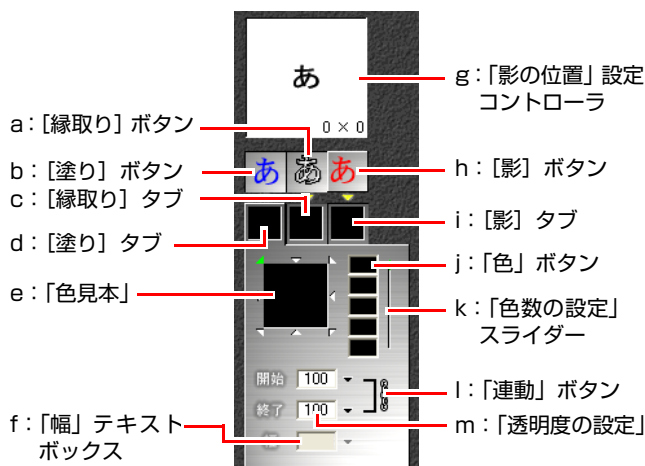 あ
0 × 0
g：「影の位置」設定
コントローラ
a：［縁取り］ボタン
b：［塗り］ボタン
あ あ あ
h：［影］ボタン
c：［縁取り］タブ
d：［塗り］タブ
i：［影］タブ
j：「色」ボタン
e：「色見本」
k：「色数の設定」
スライダー
開始 100
l：「連動」ボタン
終了 100
m：「透明度の設定」
f：「幅」テキスト
ボックス